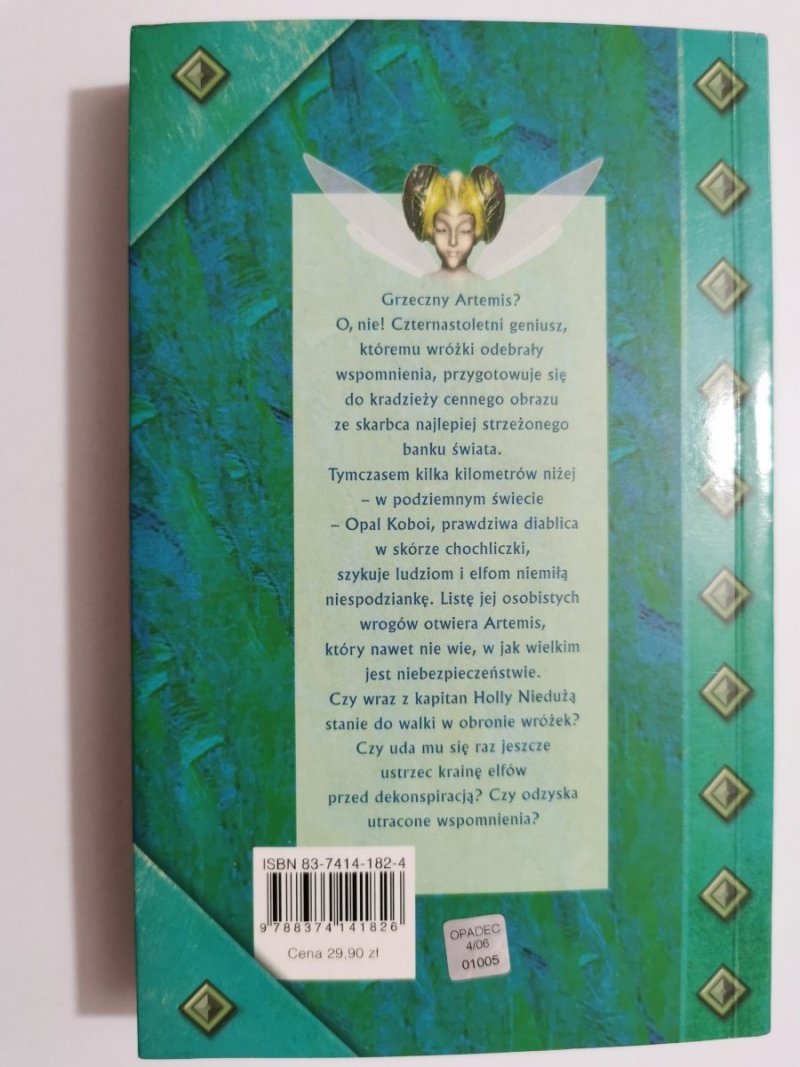 Grzeczny Artemis?
O, nie! Czternastoletni geniusz,
któremu wróżki odebrały
wspomnienia, przygotowuje się
do kradzieży cennego obrazu
ze skarbca najlepiej strzeżonego
banku świata.
Tymczasem kilka kilometrów niżej
– w podziemnym świecie
– Opal Koboi, prawdziwa diablica
w skórze chochliczki,
szykuje ludziom i elfom niemiłą
niespodziankę. Listę jej osobistych
wrogów otwiera Artemis,
który nawet nie wie, w jak wielkim
jest niebezpieczeństwie.
Czy wraz z kapitan Holly Niedużą
stanie do walki w obronie wróżek?
Czy uda mu się raz jeszcze
ustrzec krainę elfów
przed dekonspiracją? Czy odzyska
utracone wspomnienia?
ISBN 83-7414-182-4
9 788374 141826
Cena 29,90 zł
OPADEC
4/06
01005